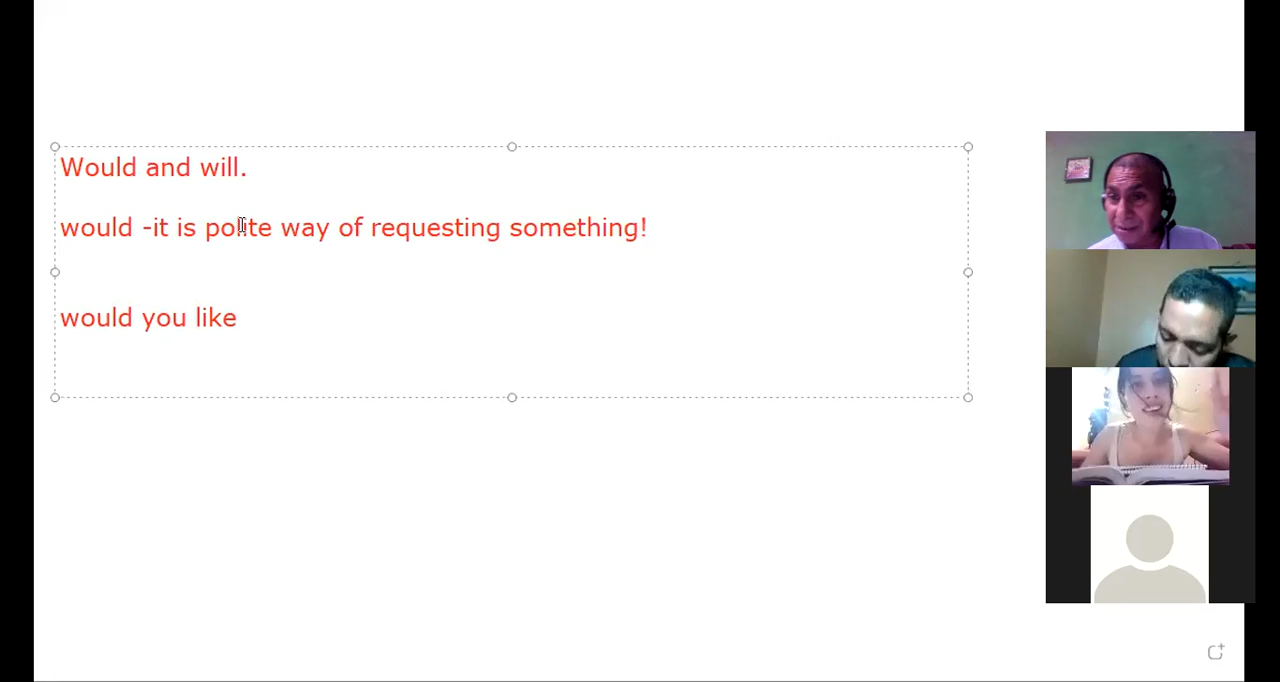 Would and will.
would -it is polite way of requesting something!
would you like